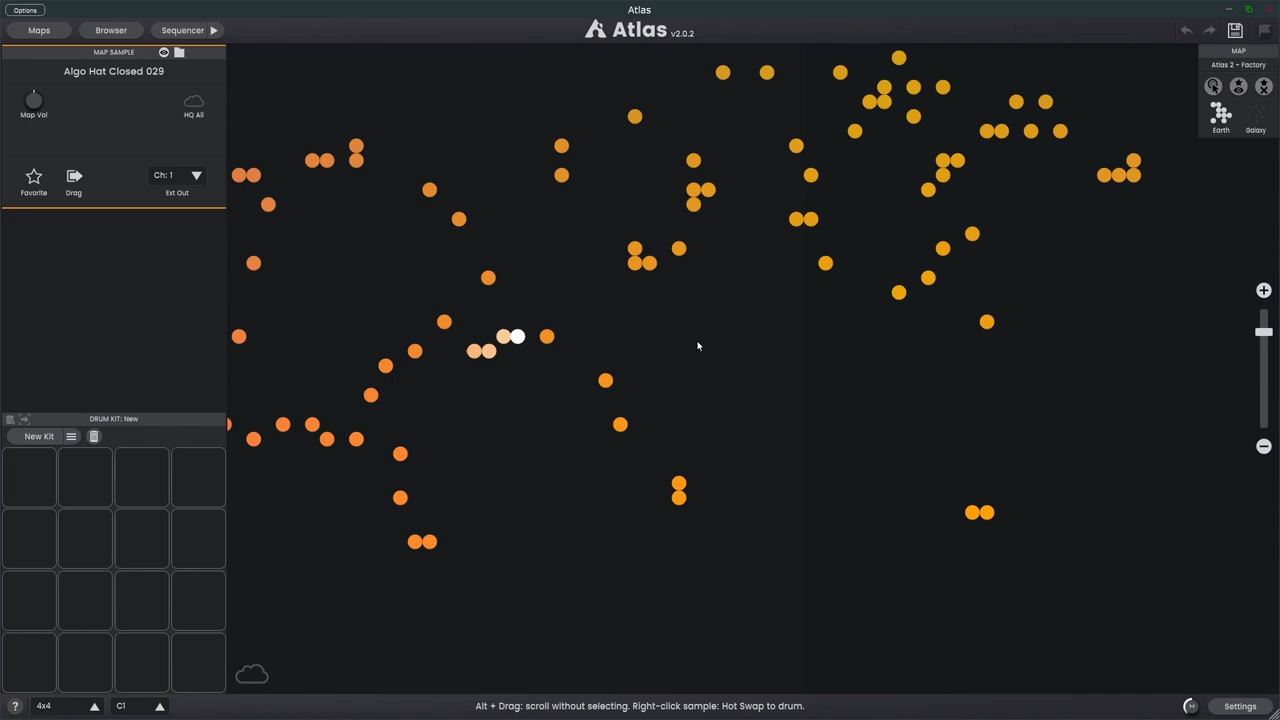 Options
Atlas
Maps
Browser
Sequencer
Atlas v2.0.2
MAP SAMPLE
MAP
Algo Hat Closed 029
Atlas 2 - Factory
Map Vol
HQ All
Earth
Galaxy
Ch: 1
Favorite
Drag
Ext Out
DRUM KIT: New
New Kit
?
4x4
C1
Alt + Drag: scroll without selecting. Right-click sample: Hot Swap to drum.
H
Settings